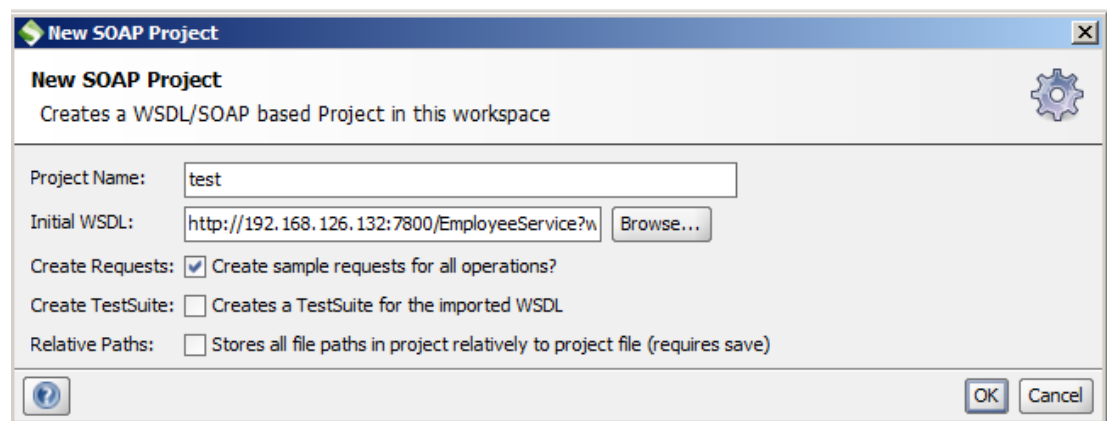 New SOAP Project
New SOAP Project
Creates a WSDL/SOAP based Project in this workspace
Project Name: test
Initial WSDL: http://192.168.126.132:7800/EmployeeService?w Browse...
Create Requests: Create sample requests for all operations?
Create TestSuite: Creates a TestSuite for the imported WSDL
Relative Paths: Stores all file paths in project relatively to project file (requires save)
? OK Cancel